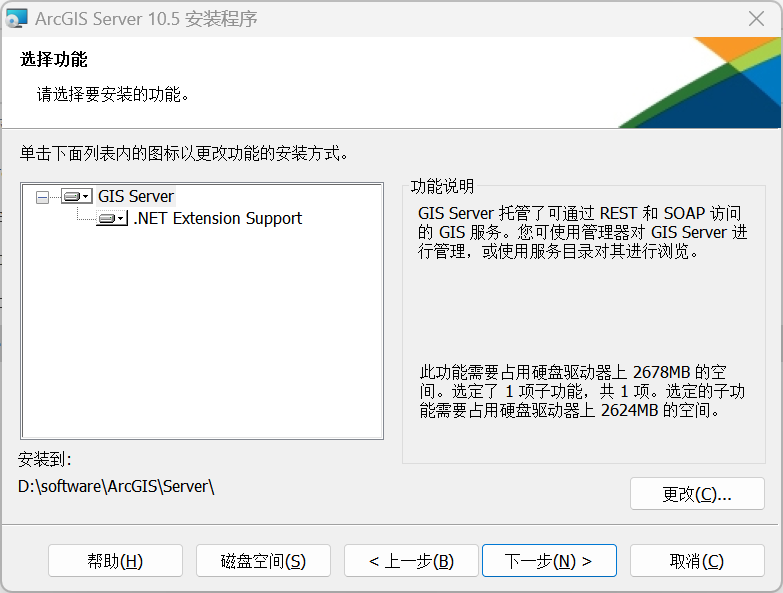 ArcGIS Server 10.5 安装程序
选择功能
请选择要安装的功能。
单击下面列表内的图标以更改功能的安装方式。
GIS Server
.NET Extension Support
功能说明
GIS Server 托管了可通过 REST 和 SOAP 访问
的 GIS 服务。您可使用管理器对 GIS Server 进
行管理，或使用服务目录对其进行浏览。
此功能需要占用硬盘驱动器上 2678MB 的空
间。选定了 1 项子功能，共 1 项。选定的子功
能需要占用硬盘驱动器上 2624MB 的空间。
安装到:
D:\software\ArcGIS\Server\
更改(C)...
帮助(H)
磁盘空间(S)
< 上一步(B)
下一步(N) >
取消(C)